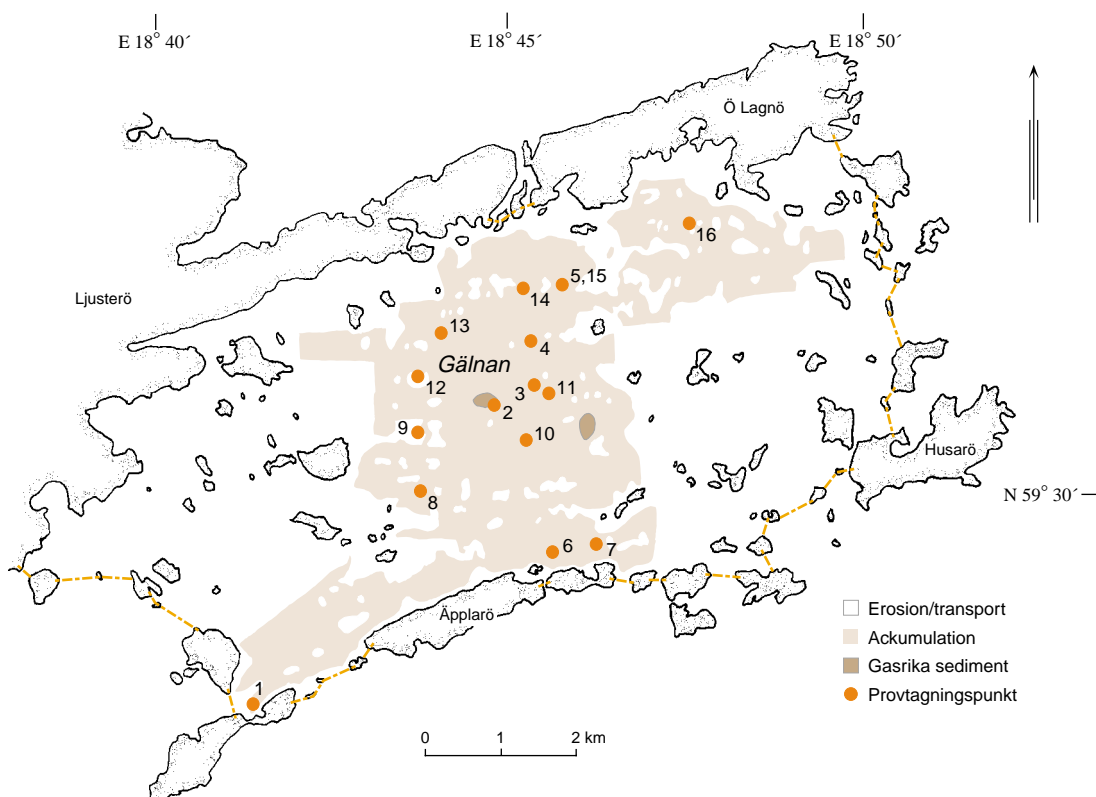 E 18° 40´
E 18° 45´
E 18° 50´
Ö Lagnö
16
Ljusterö
5,15
14
13
4
Gälnan
12
3
11
2
9
10
Husarö
8
N 59° 30´
6
7
Erosion/transport
Äpplarö
Ackumulation
Gasrika sediment
1
Provtagningspunkt
0
1
2 km